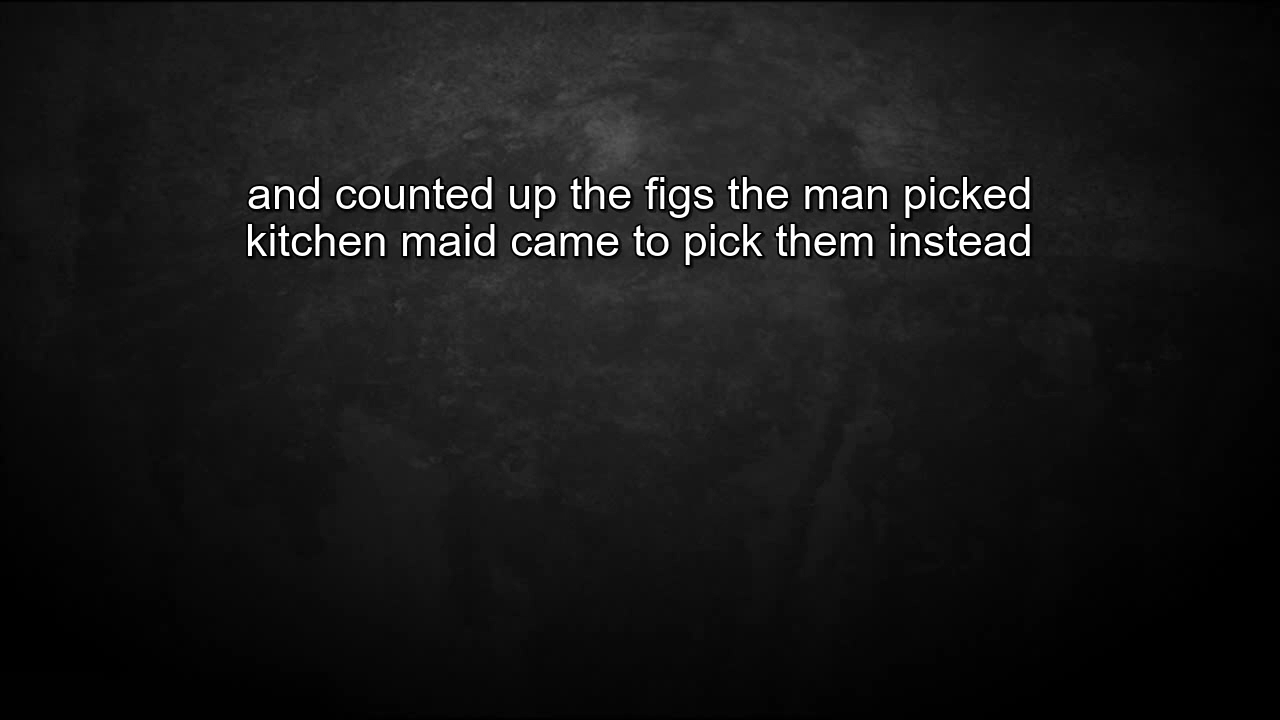 and counted up the figs the man picked
kitchen maid came to pick them instead